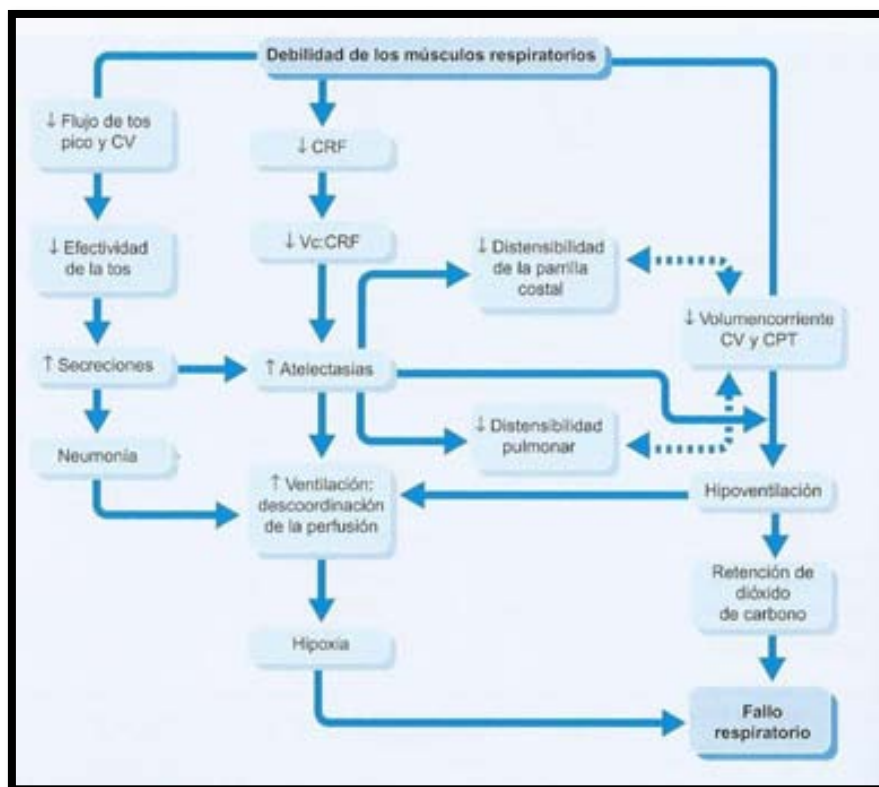 Debilidad de los músculos respiratorios
↓ Flujo de tos
pico y CV
↓ CRF
↓ Efectividad
de la tos
↓ Vc:CRF
↓ Distensibilidad
de la parrilla
costal
↓ Volumencorriente
CV y CPT
↑ Secreciones
↑ Atelectasias
↓ Distensibilidad
pulmonar
Neumonía
↑ Ventilación:
descoordinación
de la perfusión
Hipoventilación
Retención de
dióxido
de carbono
Hipoxia
Fallo
respiratorio